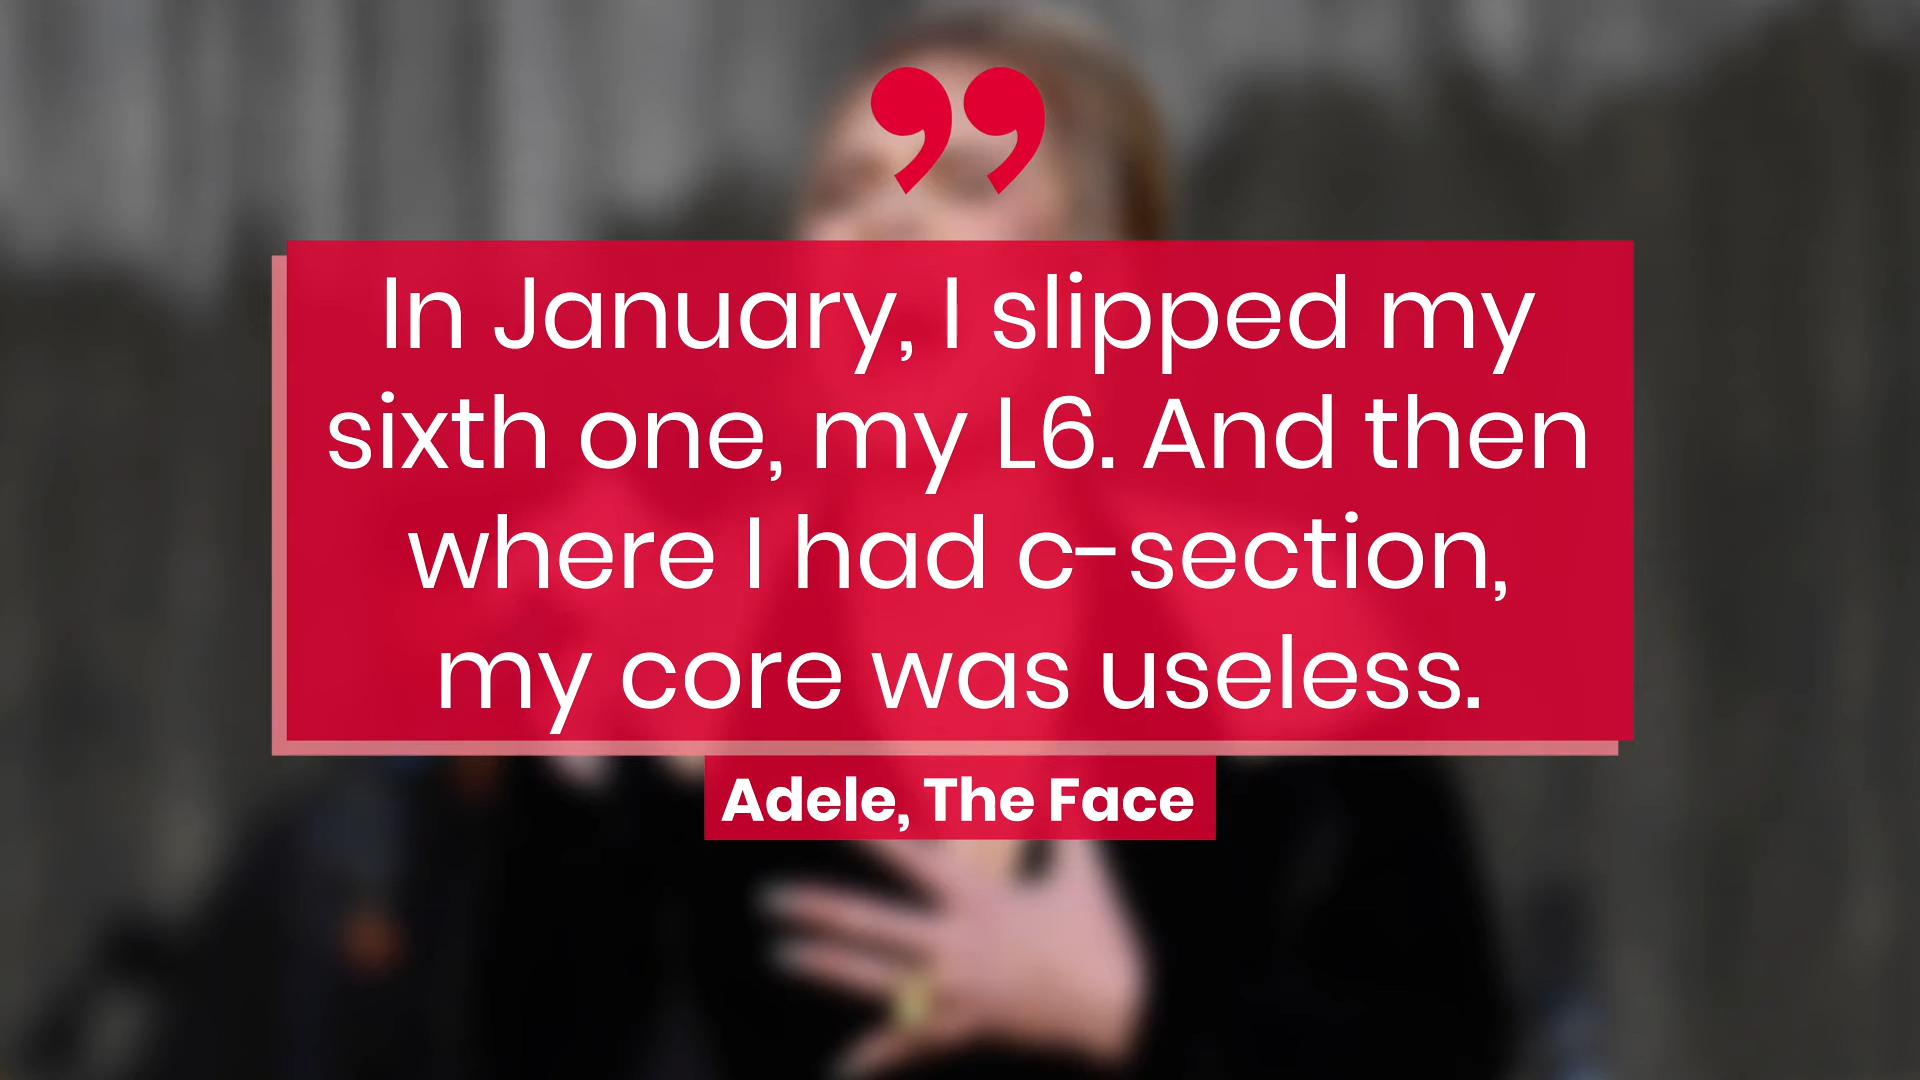 ”
In January, I slipped my
sixth one, my L6. And then
where I had c-section,
my core was useless.
Adele, The Face